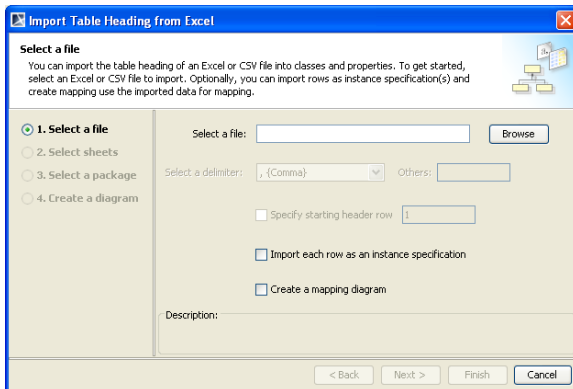 Import Table Heading from Excel
Select a file
You can import the table heading of an Excel or CSV file into classes and properties. To get started,
select an Excel or CSV file to import. Optionally, you can import rows as instance specification(s) and
create mapping use the imported data for mapping.
1. Select a file
2. Select sheets
3. Select a package
4. Create a diagram
Select a file:
Browse
Select a delimiter:
, {Comma}
Others:
Specify starting header row
1
Import each row as an instance specification
Create a mapping diagram
Description:
< Back
Next >
Finish
Cancel